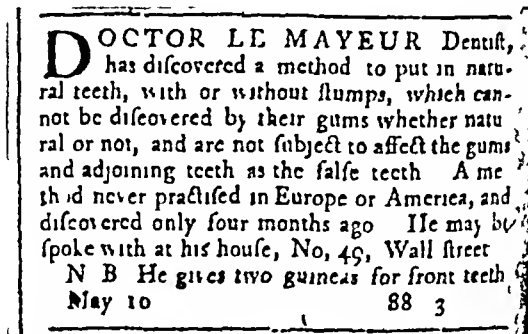 DOCTOR LE MAYEUR Dentiſt,
has diſcovered a method to put in natu-
ral teeth, with or without ſtumps, which can-
not be diſcovered by their gums whether natu
ral or not, and are not ſubject to affect the gums
and adjoining teeth as the falſe teeth A me
thod never practiſed in Europe or America, and
diſcovered only four months ago He may be
ſpoke with at his houſe, No, 49, Wall ſtreet
N B He gives two guineas for front teeth
May 10 88 3